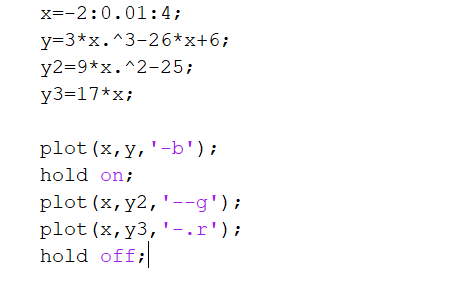 x=-2:0.01:4;
y=3*x.^3-26*x+6;
y2=9*x.^2-25;
y3=17*x;
plot(x,y,'-b');
hold on;
plot(x,y2,'--g');
plot(x,y3,'-.r');
hold off;